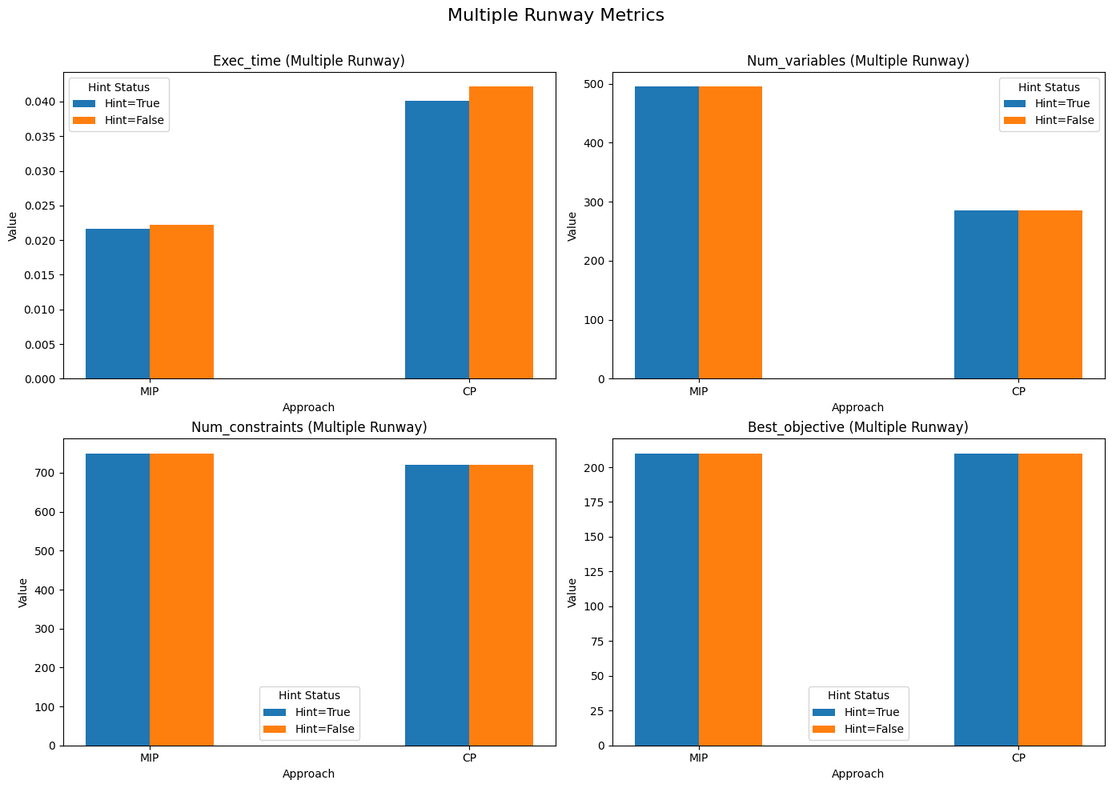 Multiple Runway Metrics
Exec_time (Multiple Runway)
Hint Status
Hint=True
Hint=False
0.040
0.035
0.030
0.025
0.020
0.015
0.010
0.005
0.000
Value
MIP
CP
Approach
Num_variables (Multiple Runway)
Hint Status
Hint=True
Hint=False
500
400
300
200
100
0
Value
MIP
CP
Approach
Num_constraints (Multiple Runway)
700
600
500
400
300
200
100
0
Value
Hint Status
Hint=True
Hint=False
MIP
CP
Approach
Best_objective (Multiple Runway)
200
175
150
125
100
75
50
25
0
Value
Hint Status
Hint=True
Hint=False
MIP
CP
Approach